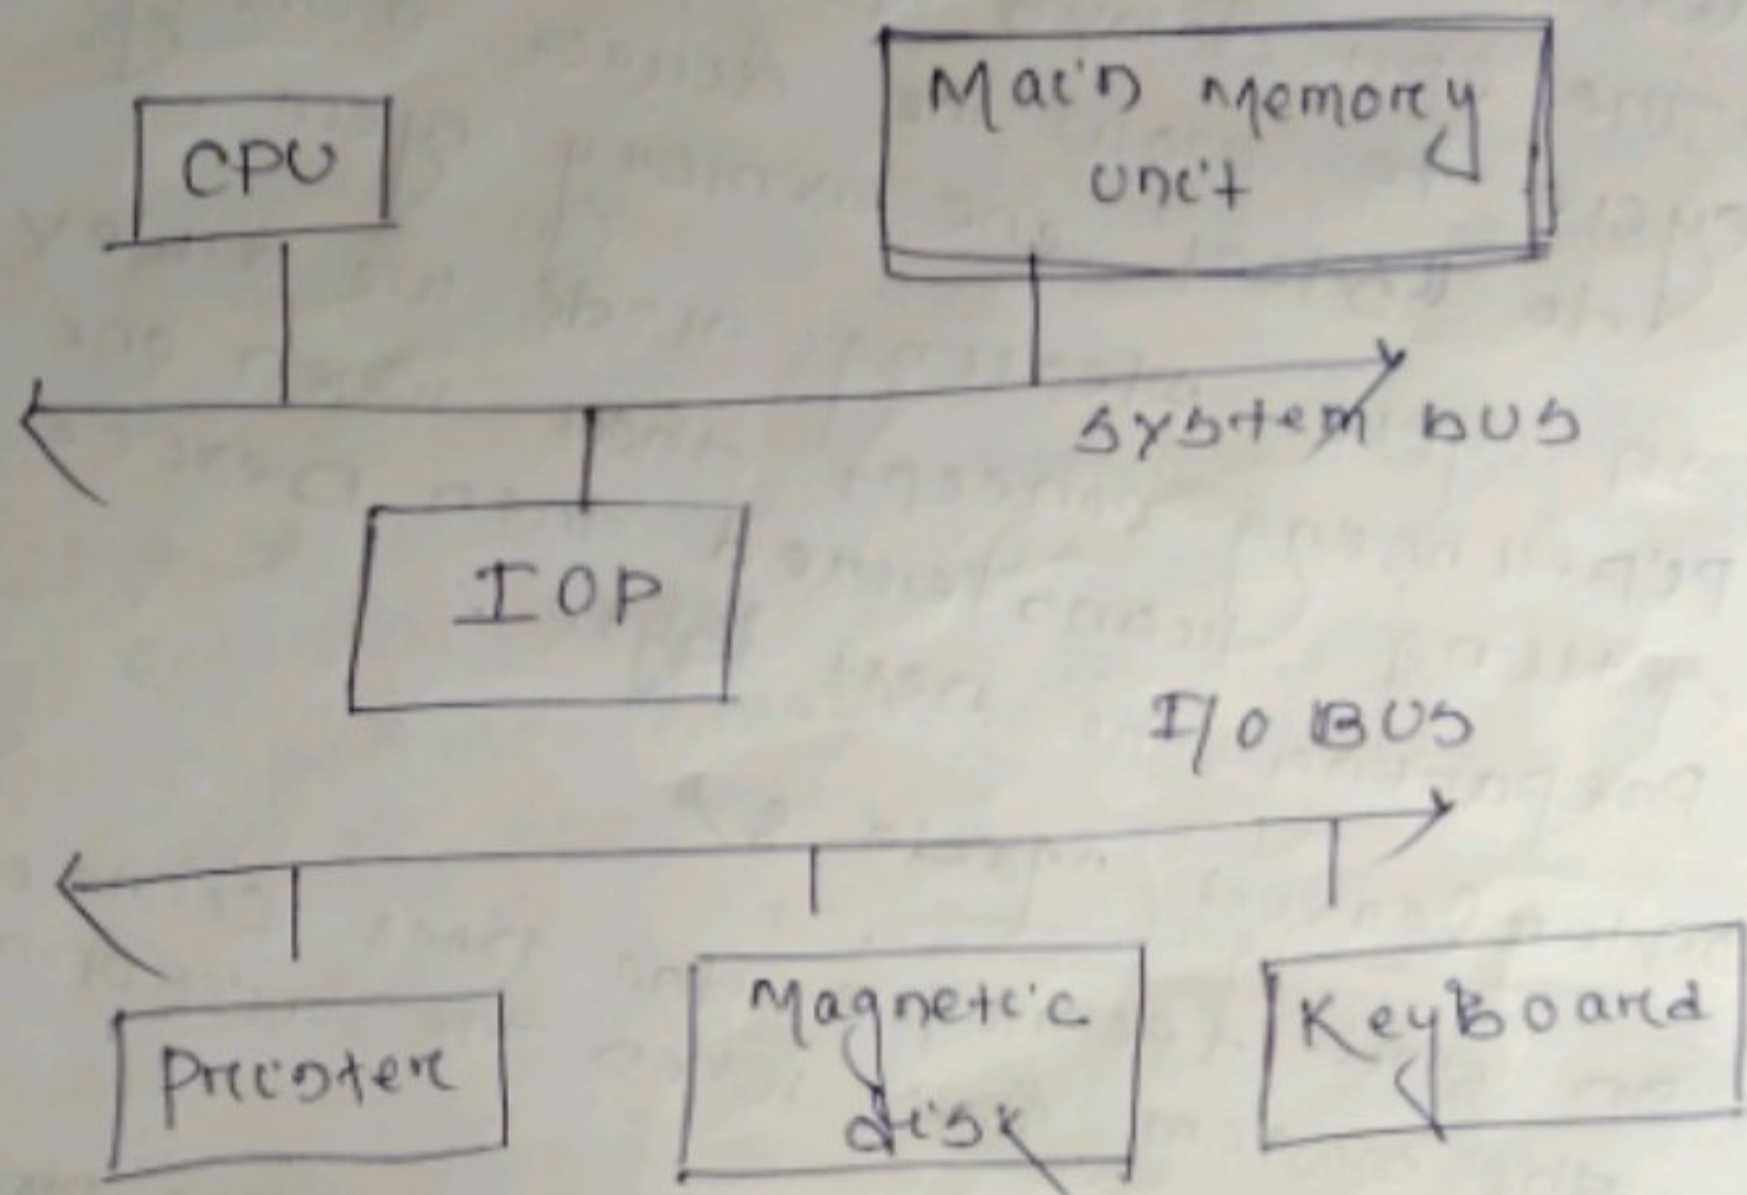 CPU
Main Memory
Unit
System bus
IOP
I/O BUS
Printer
Magnetic
disk
KeyBoard